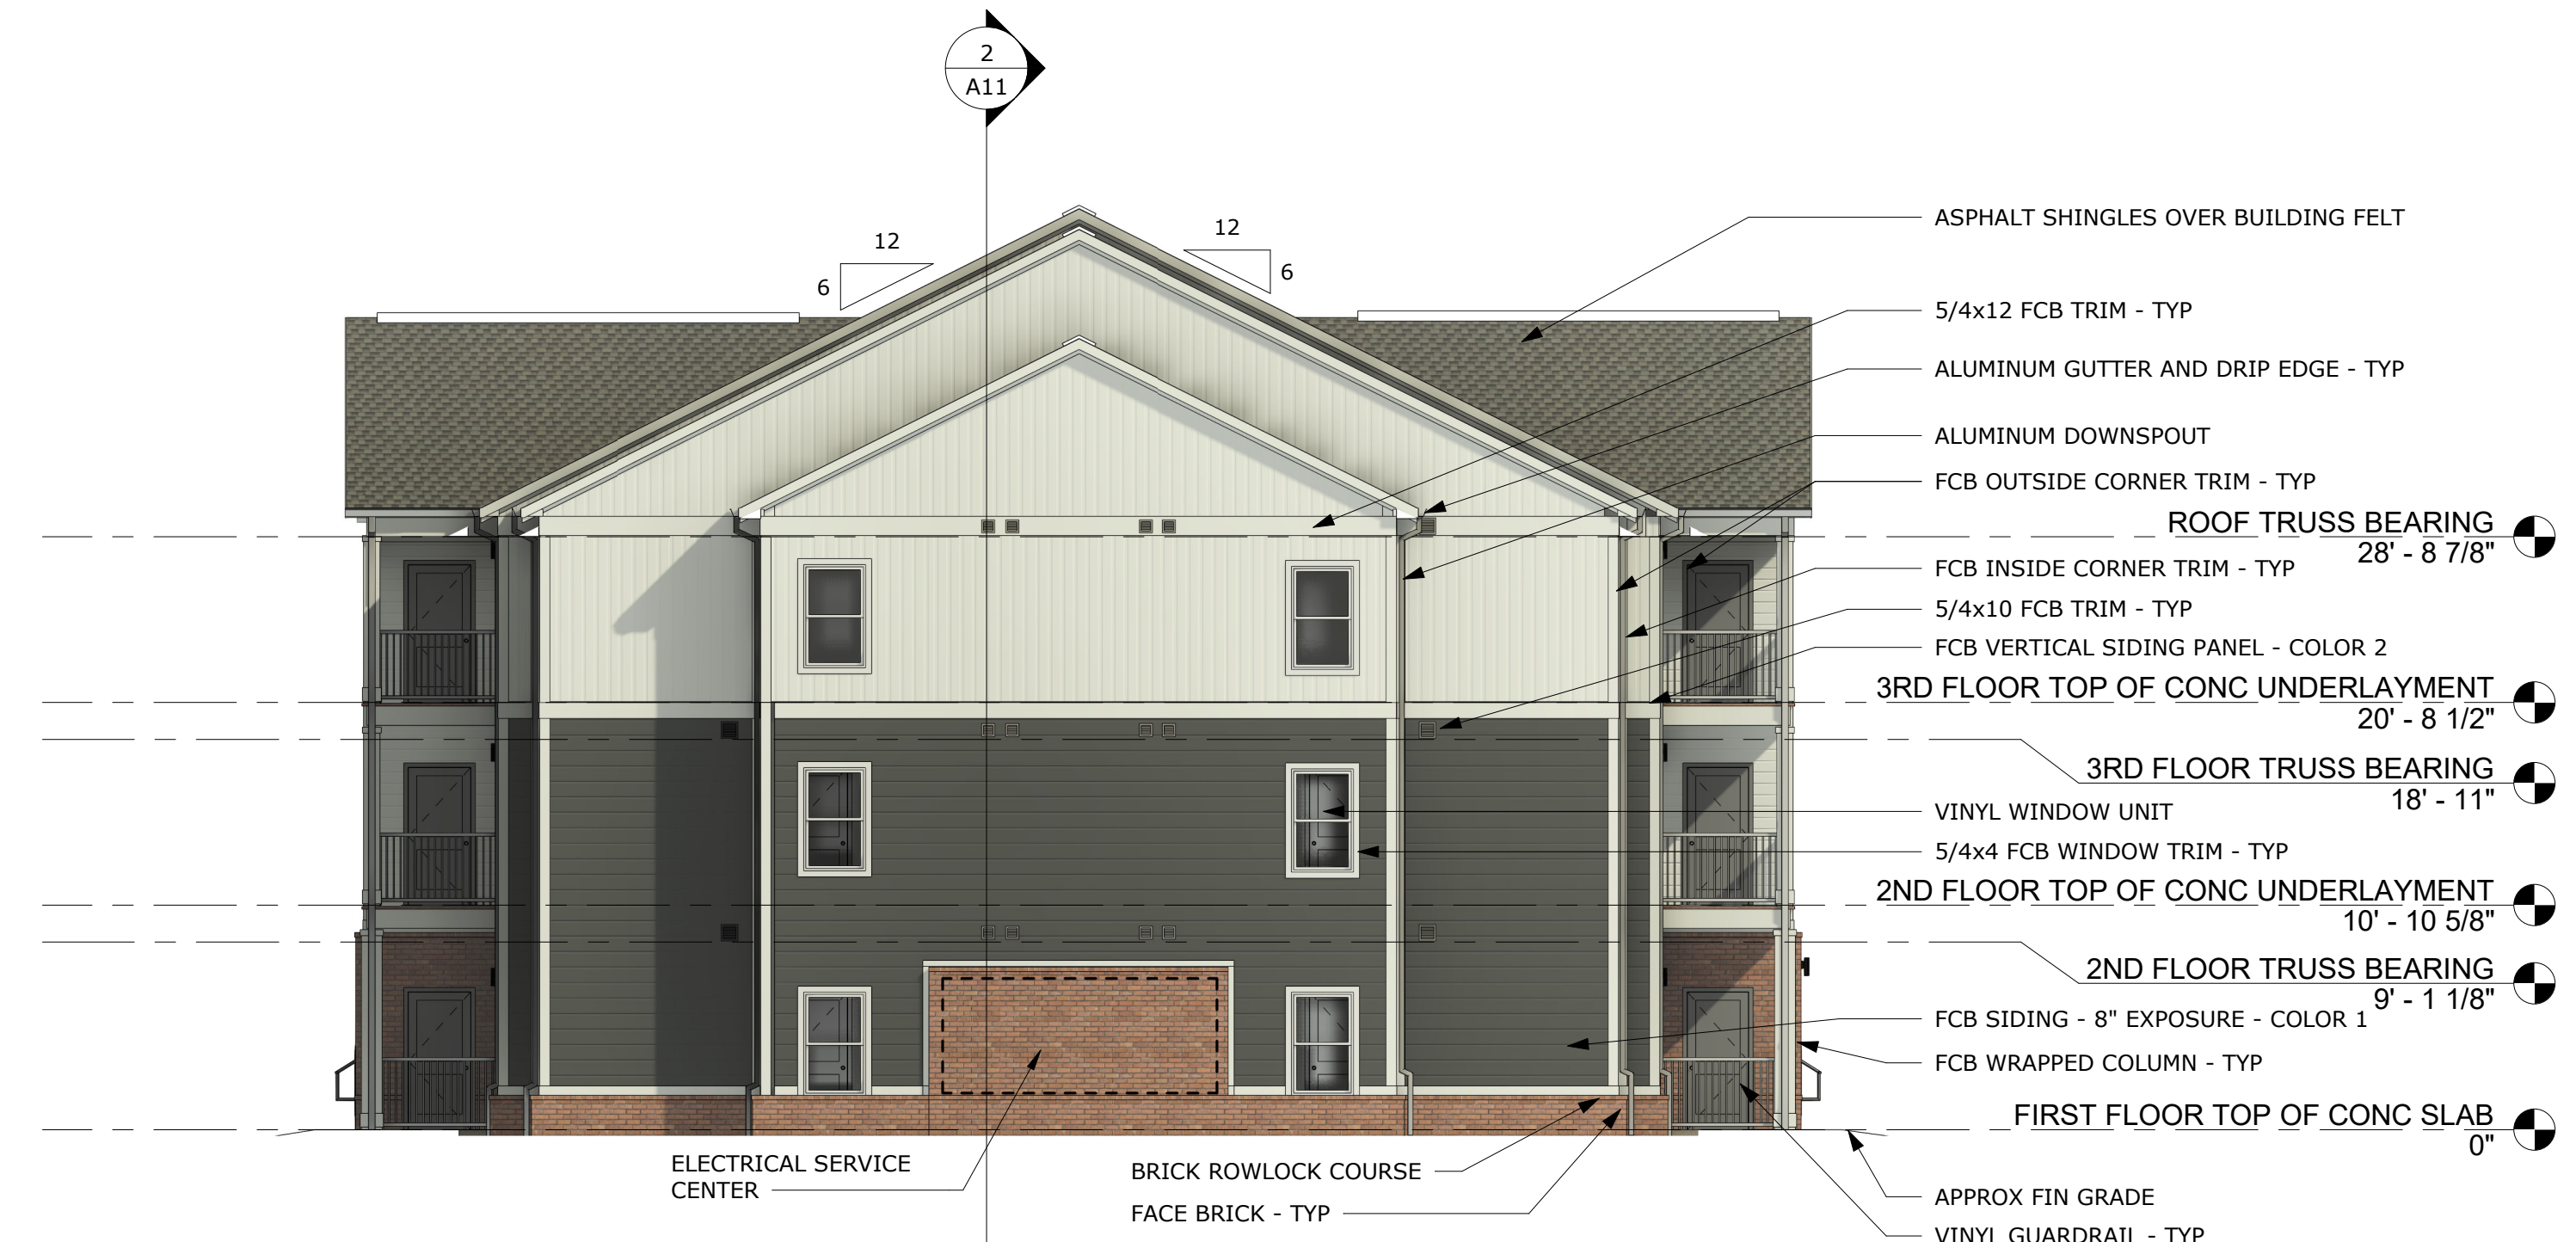 2
A11
12
6
12
6
ASPHALT SHINGLES OVER BUILDING FELT
5/4x12 FCB TRIM - TYP
ALUMINUM GUTTER AND DRIP EDGE - TYP
ALUMINUM DOWNSPOUT
FCB OUTSIDE CORNER TRIM - TYP
ROOF TRUSS BEARING
28' - 8 7/8"
FCB INSIDE CORNER TRIM - TYP
5/4x10 FCB TRIM - TYP
FCB VERTICAL SIDING PANEL - COLOR 2
3RD FLOOR TOP OF CONC UNDERLAYMENT
20' - 8 1/2"
3RD FLOOR TRUSS BEARING
18' - 11"
VINYL WINDOW UNIT
5/4x4 FCB WINDOW TRIM - TYP
2ND FLOOR TOP OF CONC UNDERLAYMENT
10' - 10 5/8"
2ND FLOOR TRUSS BEARING
9' - 1 1/8"
FCB SIDING - 8" EXPOSURE - COLOR 1
FCB WRAPPED COLUMN - TYP
FIRST FLOOR TOP OF CONC SLAB
0"
ELECTRICAL SERVICE
CENTER
BRICK ROWLOCK COURSE
FACE BRICK - TYP
APPROX FIN GRADE
VINYL GUARDRAIL - TYP